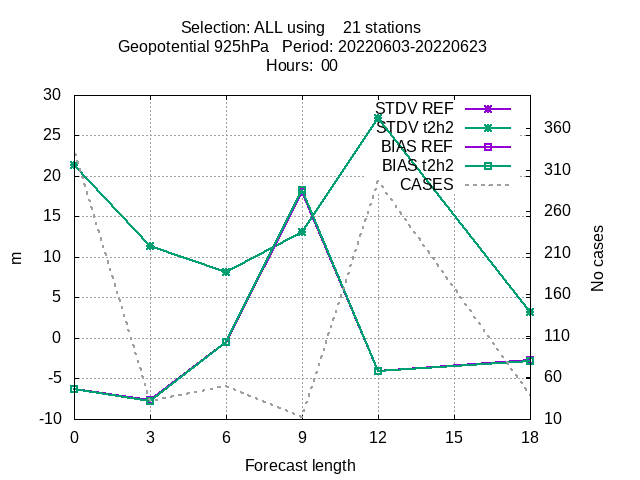 Selection: ALL using    21 stations
Geopotential 925hPa   Period: 20220603-20220623
Hours:  00
STDV REF
STDV t2h2
BIAS REF
BIAS t2h2
CASES
30
25
20
15
10
5
0
-5
-10
360
310
260
210
160
110
60
10
m
No cases
0 3 6 9 12 15 18
Forecast length